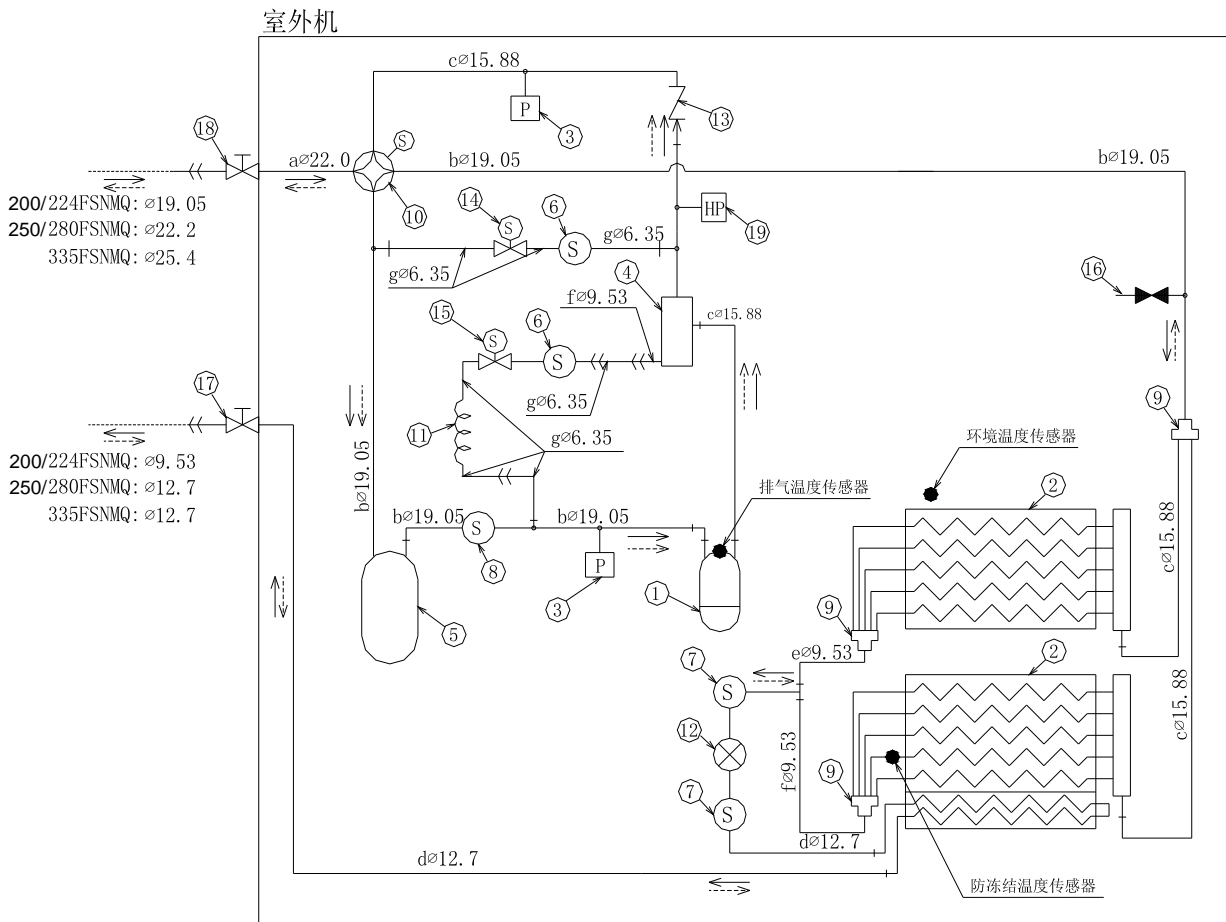 室外机
c⌀15.88
P
③
⑬
⑱
S
a⌀22.0
b⌀19.05
b⌀19.05
⑩
200/224FSNMQ: ⌀19.05
250/280FSNMQ: ⌀22.2
335FSNMQ: ⌀25.4
⑭
⑥
S
S
g⌀6.35
HP
⑲
g⌀6.35
④
⑯
f⌀9.53
c⌀15.88
⑮
⑥
S
S
g⌀6.35
⑰
⑨
⑪
g⌀6.35
环境温度传感器
200/224FSNMQ: ⌀9.53
250/280FSNMQ: ⌀12.7
335FSNMQ: ⌀12.7
b⌀19.05
排气温度传感器
②
b⌀19.05
S
b⌀19.05
c⌀15.88
⑧
P
③
①
⑤
⑨
e⌀9.53
②
⑦
S
c⌀15.88
⑫
f⌀9.53
⑨
⑦
S
d⌀12.7
d⌀12.7
防冻结温度传感器